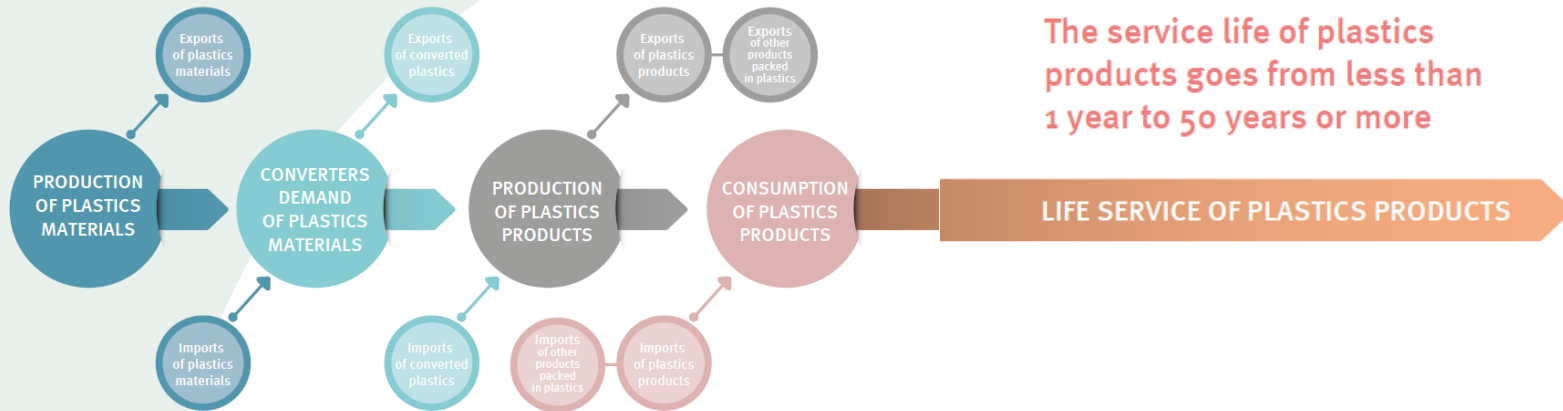 Exports
of plastics
materials
Exports
of converted
plastics
Exports
of plastics
products
Exports
of other
products
packed
in plastics
The service life of plastics
products goes from less than
1 year to 50 years or more
PRODUCTION
OF PLASTICS
MATERIALS
CONVERTERS
DEMAND
OF PLASTICS
MATERIALS
PRODUCTION
OF PLASTICS
PRODUCTS
CONSUMPTION
OF PLASTICS
PRODUCTS
LIFE SERVICE OF PLASTICS PRODUCTS
Imports
of plastics
materials
Imports
of converted
plastics
Imports
of other
products
packed
in plastics
Imports
of plastics
products